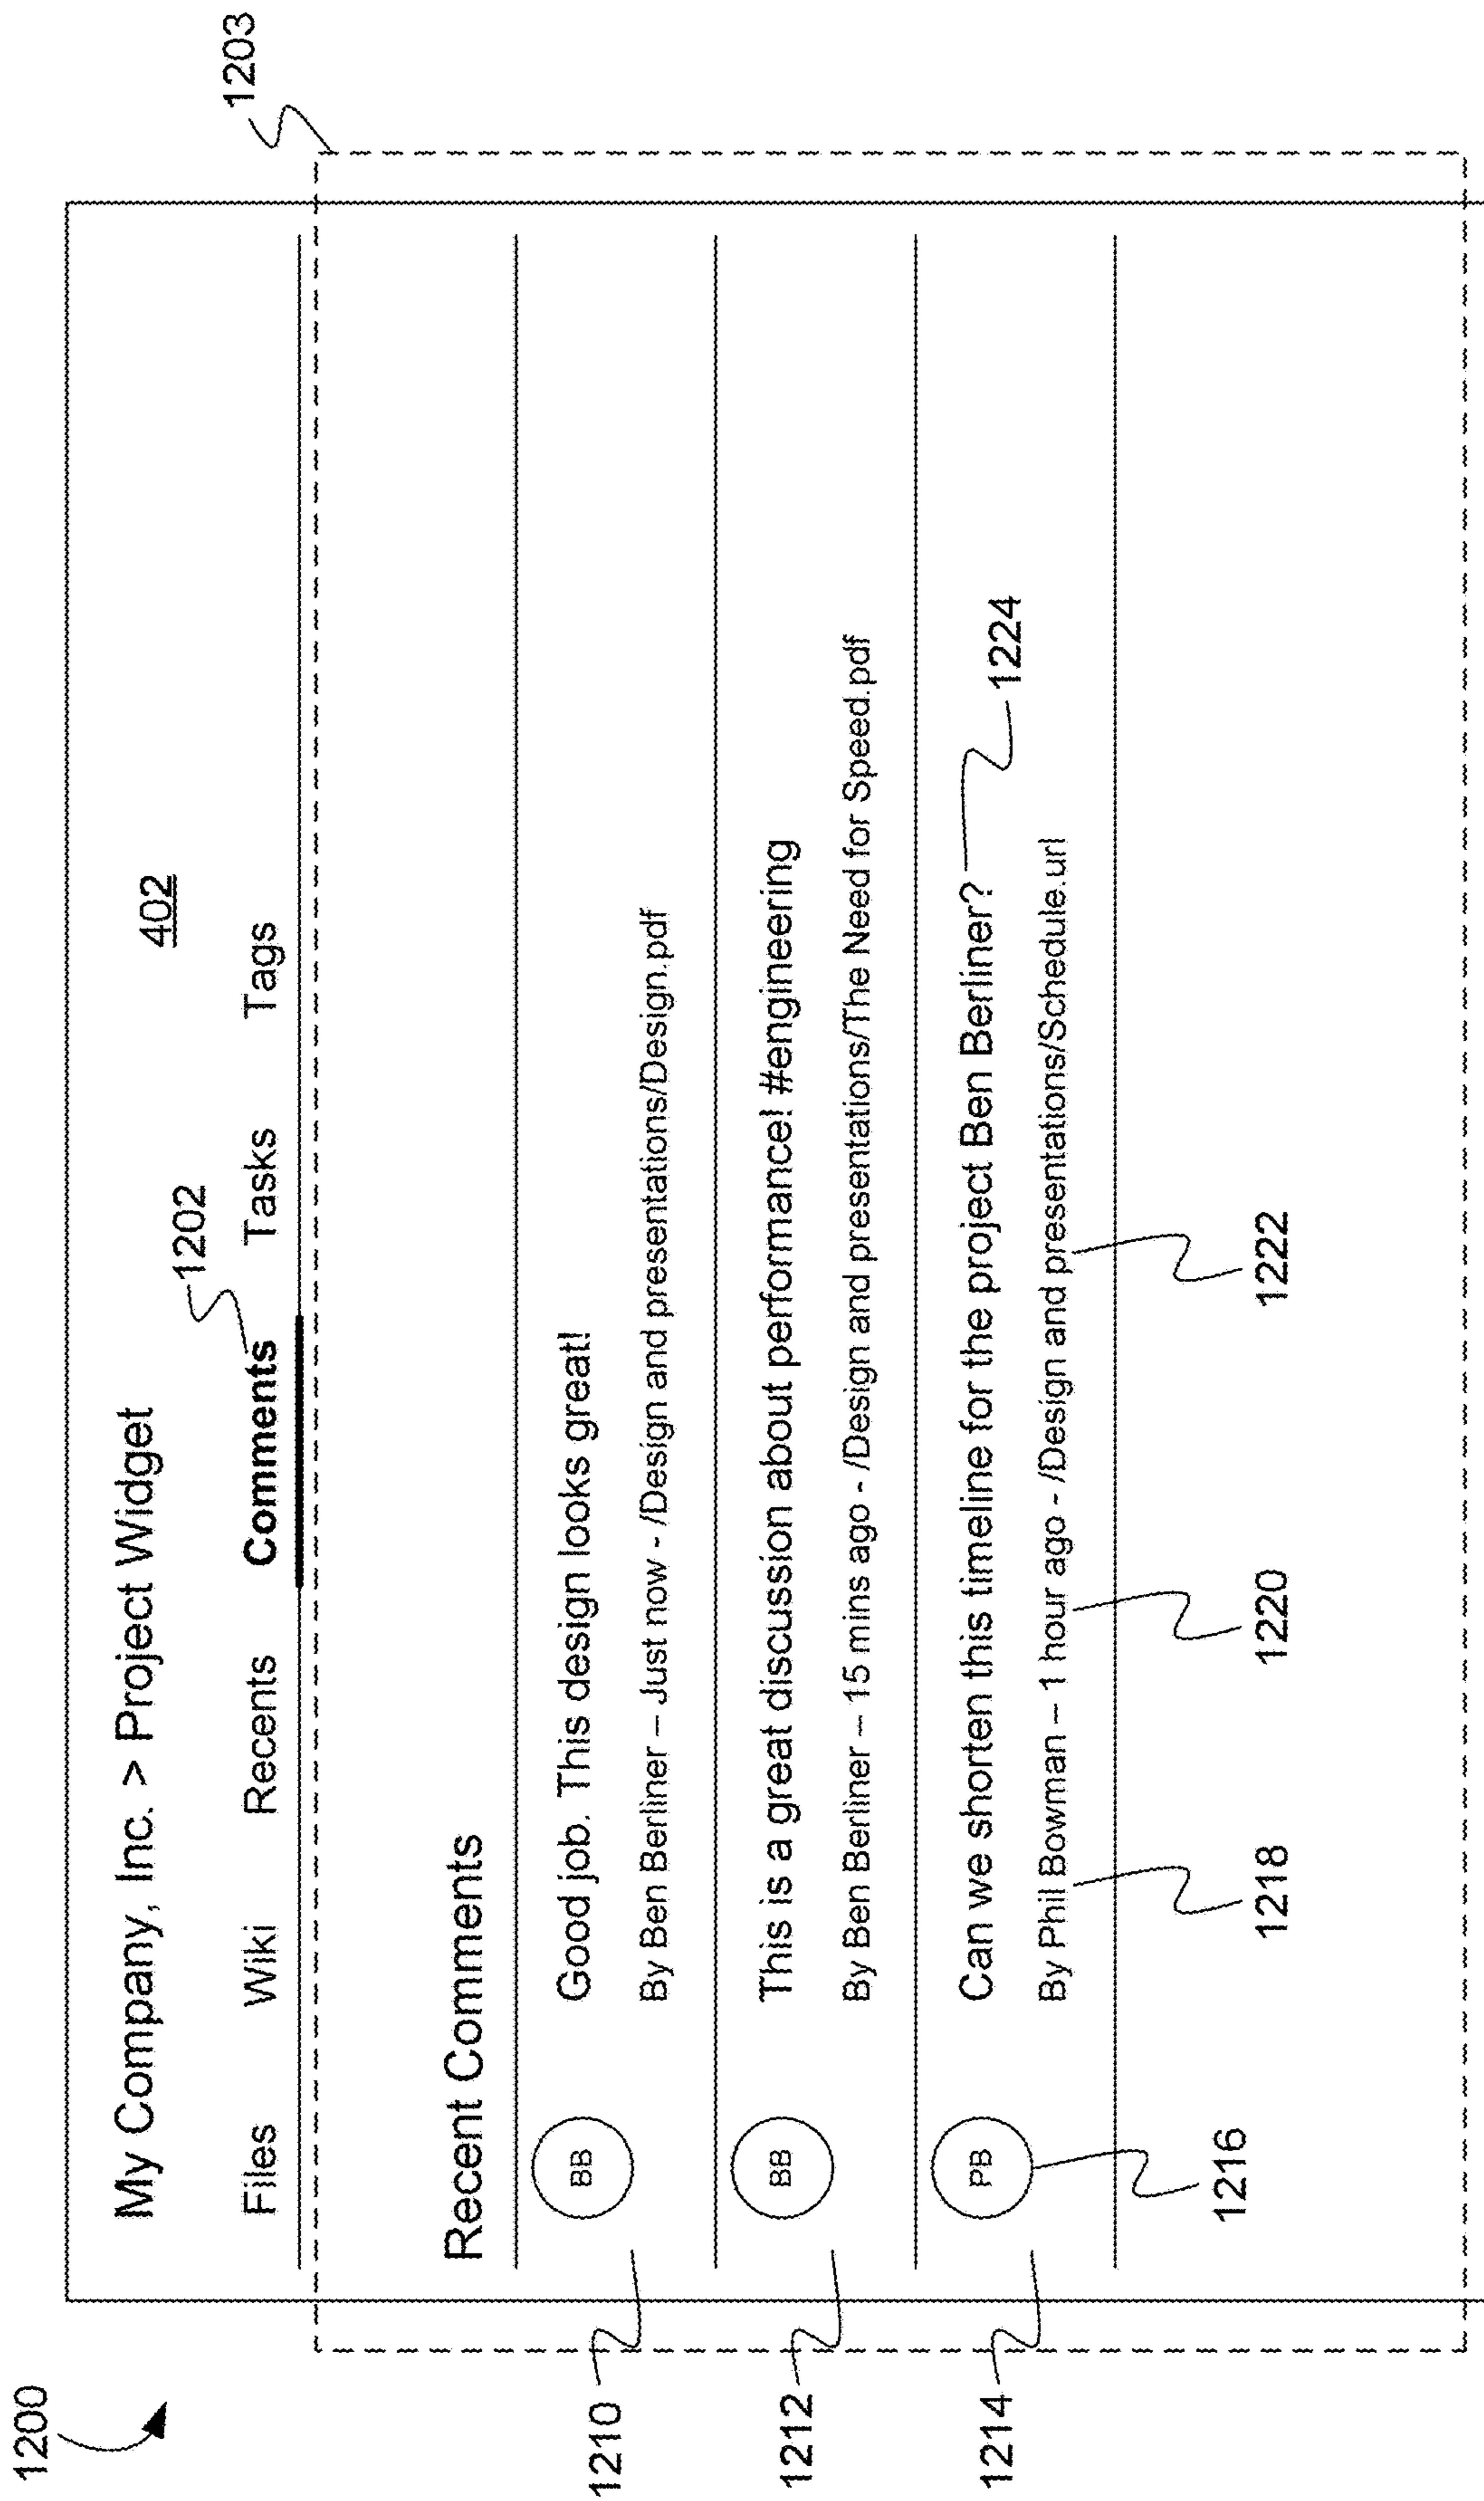 1200
1203
My Company, Inc. > Project Widget
402
1202
Files Wiki Recents Comments Tasks Tags
Recent Comments
1210
BB
Good job. This design looks great!
By Ben Berliner – Just now - /Design and presentations/Design.pdf
1212
BB
This is a great discussion about performance! #engineering
By Ben Berliner – 15 mins ago - /Design and presentations/The Need for Speed.pdf
1214
PB
Can we shorten this timeline for the project Ben Berliner?
1224
By Phil Bowman – 1 hour ago - /Design and presentations/Schedule.url
1216
1218
1220
1222